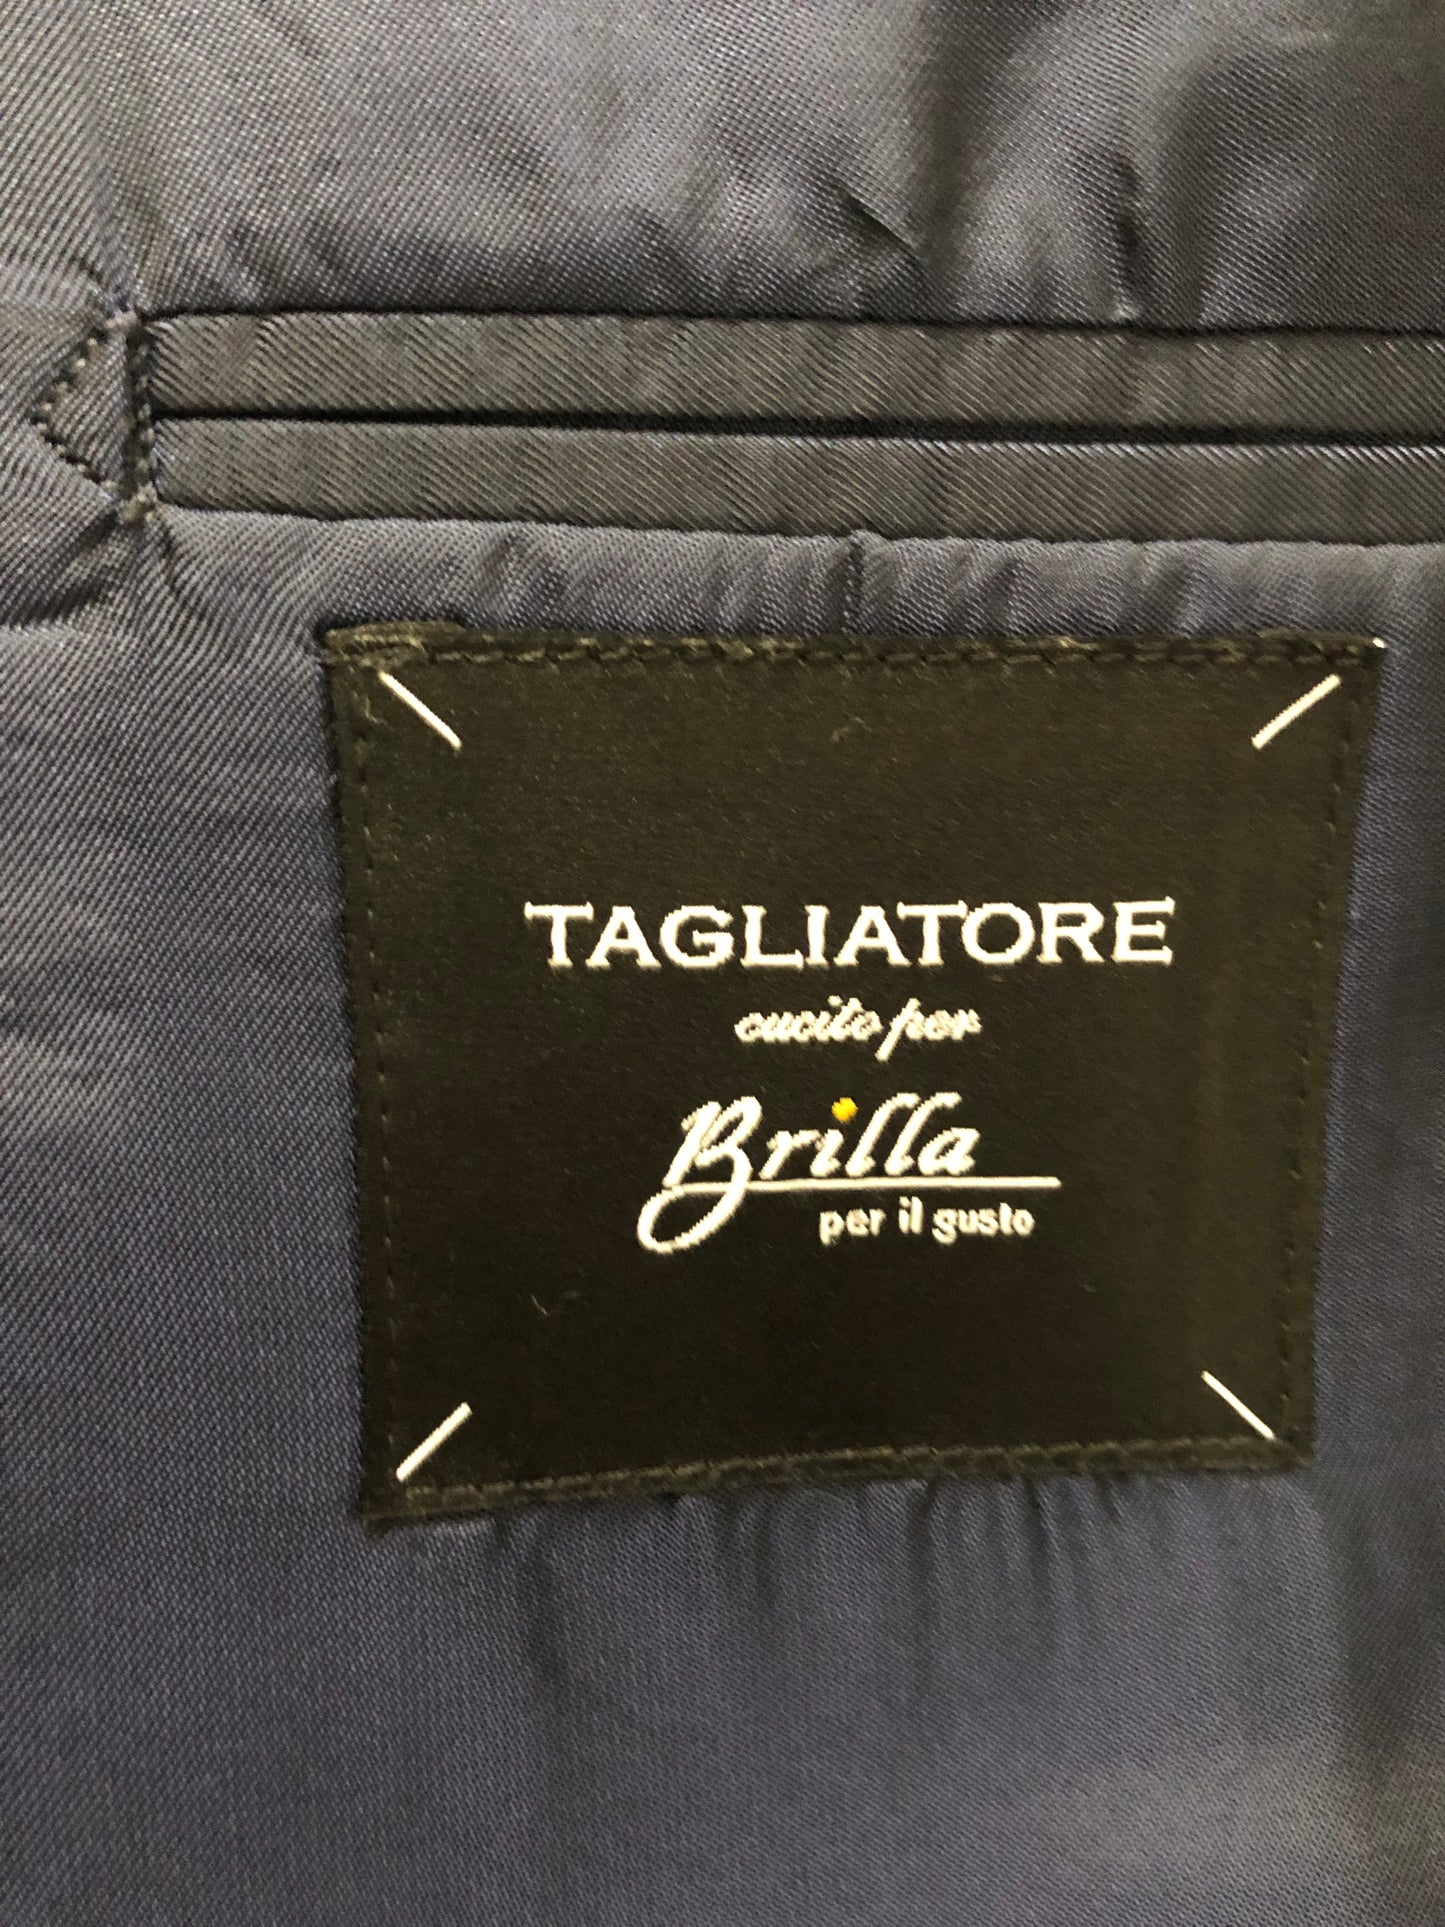 TAGLIATORE
cucito per
Brilla
per il gusto